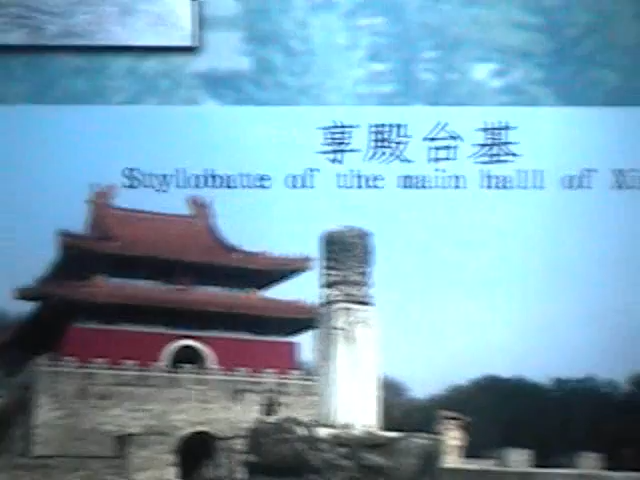 享殿台基
Stylobate of the main hall of